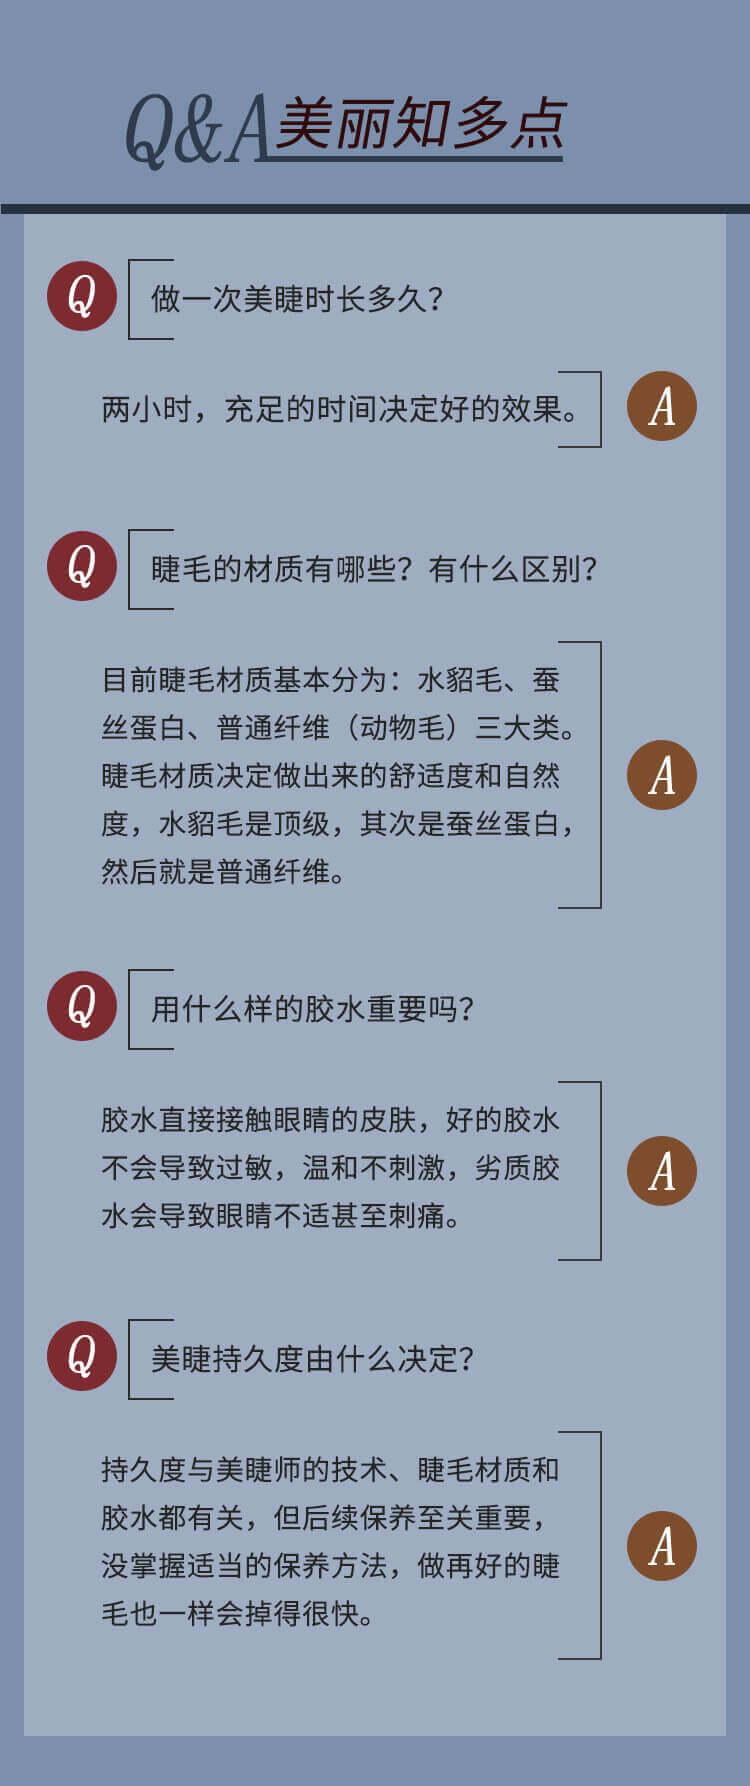 Q&A美丽知多点
Q
做一次美睫时长多久？
两小时，充足的时间决定好的效果。
A
Q
睫毛的材质有哪些？有什么区别？
目前睫毛材质基本分为：水貂毛、蚕
丝蛋白、普通纤维（动物毛）三大类。
睫毛材质决定做出来的舒适度和自然
度，水貂毛是顶级，其次是蚕丝蛋白，
然后就是普通纤维。
A
Q
用什么样的胶水重要吗？
胶水直接接触眼睛的皮肤，好的胶水
不会导致过敏，温和不刺激，劣质胶
水会导致眼睛不适甚至刺痛。
A
Q
美睫持久度由什么决定？
持久度与美睫师的技术、睫毛材质和
胶水都有关，但后续保养至关重要，
没掌握适当的保养方法，做再好的睫
毛也一样会掉得很快。
A